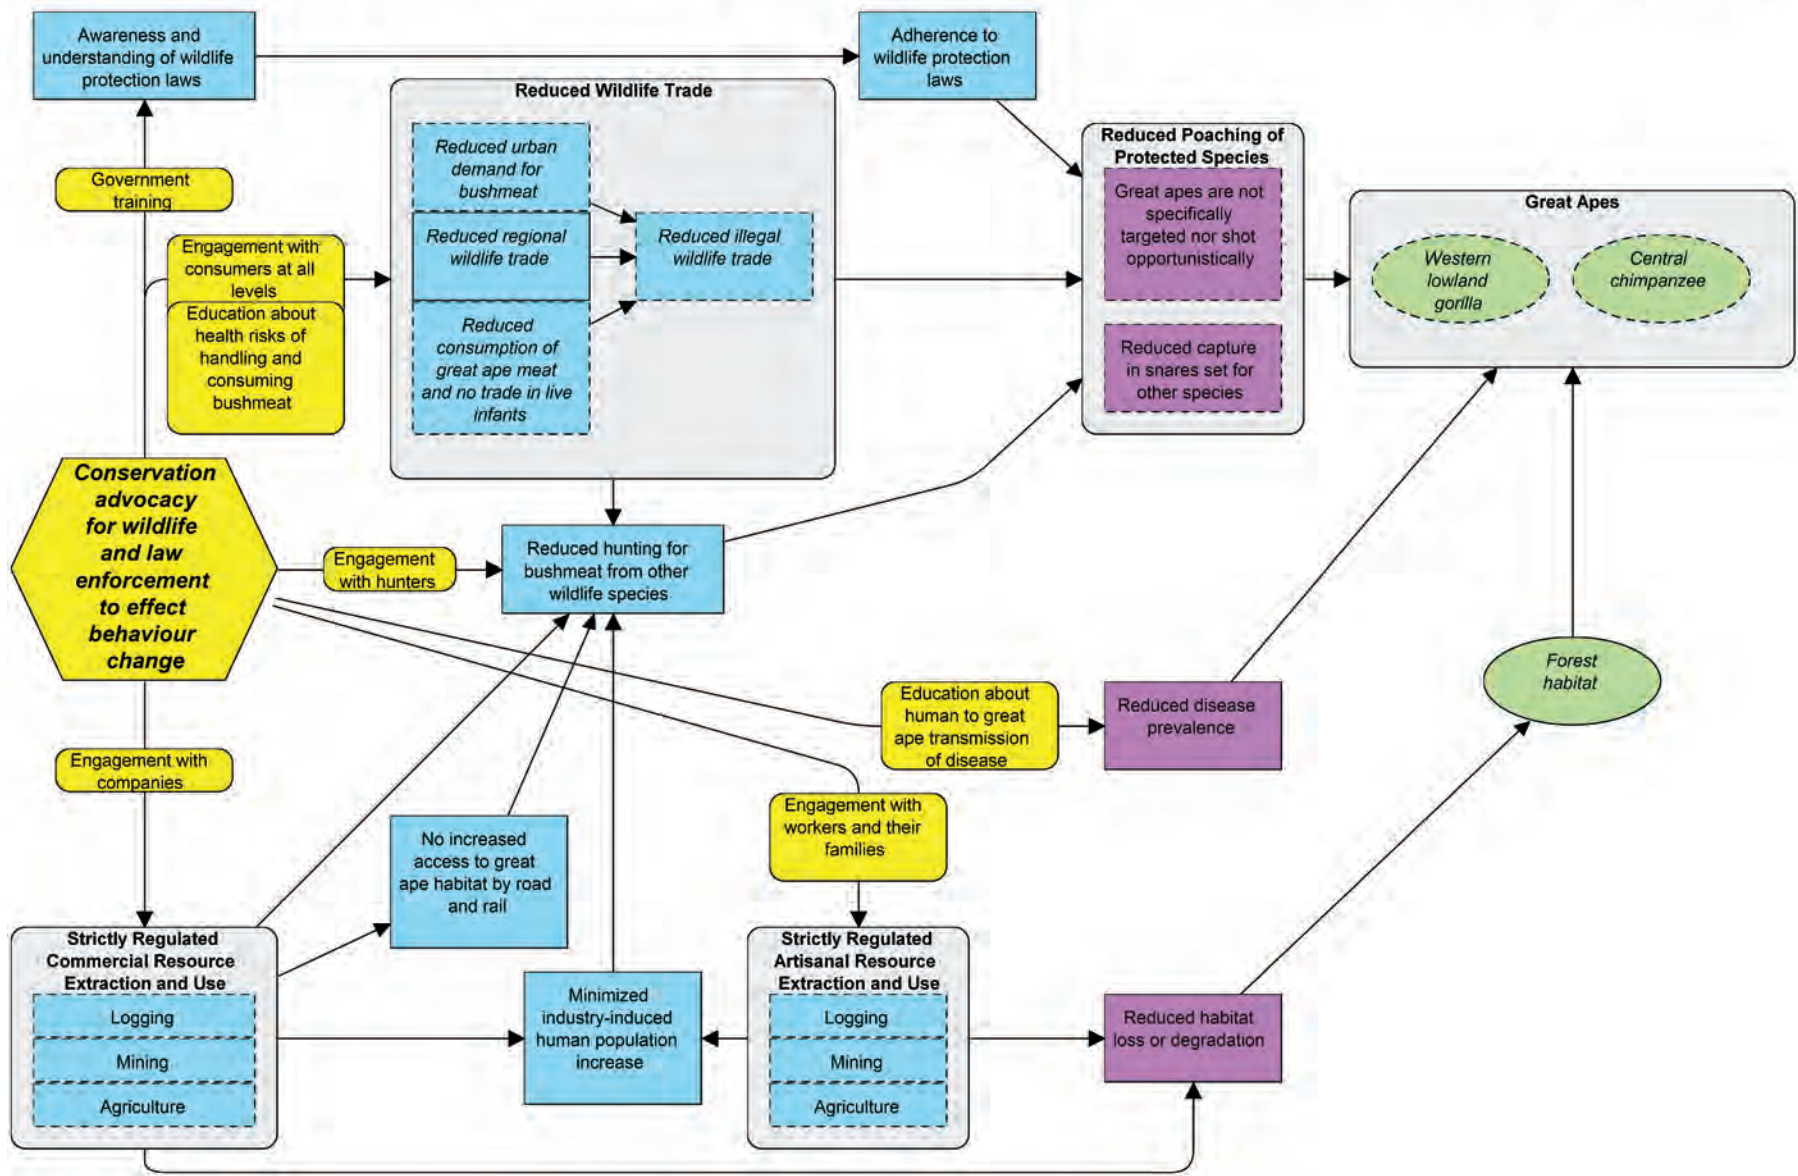 Awareness and
understanding of wildlife
protection laws
Adherence to
wildlife protection
laws
Government
training
Engagement with
consumers at all
levels
Education about
health risks of
handling and
consuming
bushmeat
Reduced Wildlife Trade
Reduced urban
demand for
bushmeat
Reduced regional
wildlife trade
Reduced
consumption of
great ape meat
and no trade in live
infants
Reduced illegal
wildlife trade
Reduced Poaching of
Protected Species
Great apes are not
specifically
targeted nor shot
opportunistically
Reduced capture
in snares set for
other species
Great Apes
Western
lowland
gorilla
Central
chimpanzee
Conservation
advocacy
for wildlife
and law
enforcement
to effect
behaviour
change
Engagement
with hunters
Reduced hunting for
bushmeat from other
wildlife species
Education about
human to great
ape transmission
of disease
Reduced disease
prevalence
Forest
habitat
Engagement with
companies
No increased
access to great
ape habitat by road
and rail
Engagement with
workers and their
families
Strictly Regulated
Commercial Resource
Extraction and Use
Logging
Mining
Agriculture
Minimized
industry-induced
human population
increase
Strictly Regulated
Artisanal Resource
Extraction and Use
Logging
Mining
Agriculture
Reduced habitat
loss or degradation